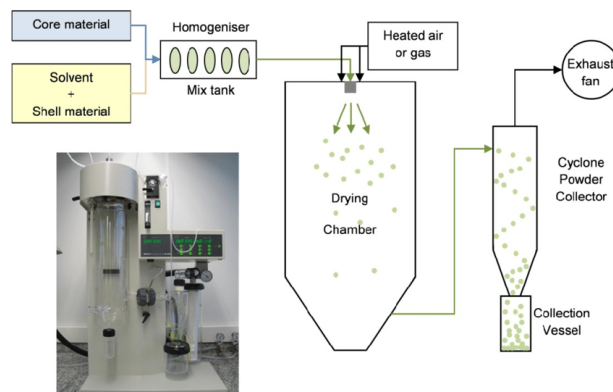 Core material
Solvent
+
Shell material
Homogeniser
Mix tank
Heated air
or gas
Exhaust
fan
Drying
Chamber
Cyclone
Powder
Collector
Collection
Vessel